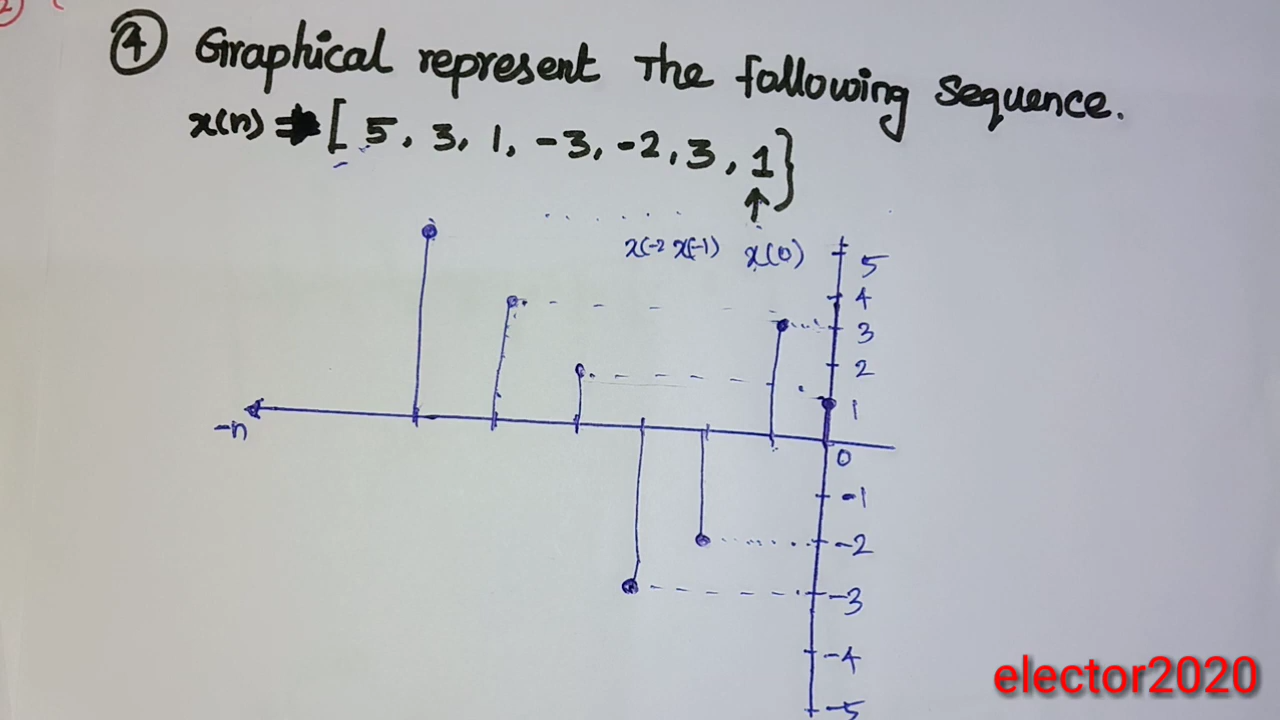 ④ Graphical represent The following sequence.
x(n) = [ 5, 3, 1, -3, -2, 3, 1}
↑
x(-2 x(-1) x(0)
5
4
3
2
1
-n
0
-1
-2
-3
-4
-5
elector2020